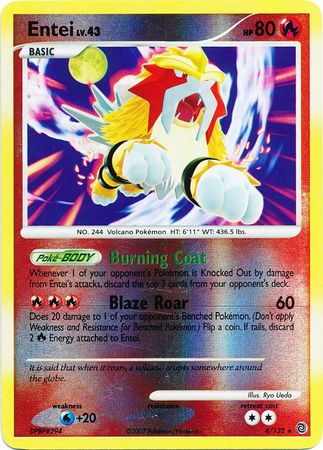 Entei LV.43 HP 80
BASIC
NO. 244 Volcano Pokémon HT: 6'11" WT: 436.5 lbs.
Poké-BODY Burning Coat
Whenever 1 of your opponent's Pokémon is Knocked Out by damage
from Entei's attacks, discard the top 3 cards from your opponent's deck.
Blaze Roar 60
Does 20 damage to 1 of your opponent's Benched Pokémon. (Don't apply
Weakness and Resistance for Benched Pokémon.) Flip a coin. If tails, discard
2 Energy attached to Entei.
It is said that when it roars, a volcano erupts somewhere around
the globe.
Illus. Ryo Ueda
weakness resistance retreat cost
+20
DPBP#294 ©2007 Pokémon/Nintendo 4/132 ★